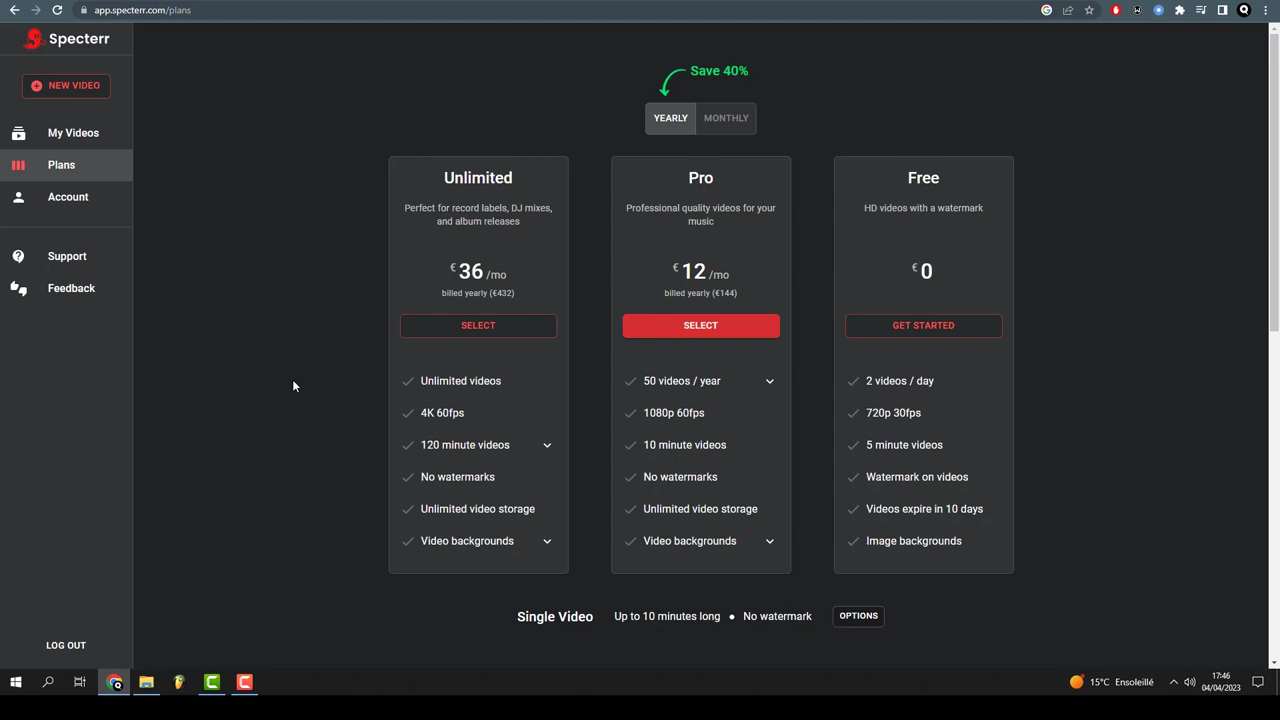 app.specterr.com/plans
Specterr
NEW VIDEO
My Videos
Plans
Account
Support
Feedback
LOG OUT
Save 40%
YEARLY
MONTHLY
Unlimited
Perfect for record labels, DJ mixes,
and album releases
€ 36 /mo
billed yearly (€432)
SELECT
Unlimited videos
4K 60fps
120 minute videos
No watermarks
Unlimited video storage
Video backgrounds
Pro
Professional quality videos for your
music
€ 12 /mo
billed yearly (€144)
SELECT
50 videos / year
1080p 60fps
10 minute videos
No watermarks
Unlimited video storage
Video backgrounds
Free
HD videos with a watermark
€ 0
GET STARTED
2 videos / day
720p 30fps
5 minute videos
Watermark on videos
Videos expire in 10 days
Image backgrounds
Single Video
Up to 10 minutes long • No watermark
OPTIONS
15°C Ensoleillé
17:46
04/04/2023